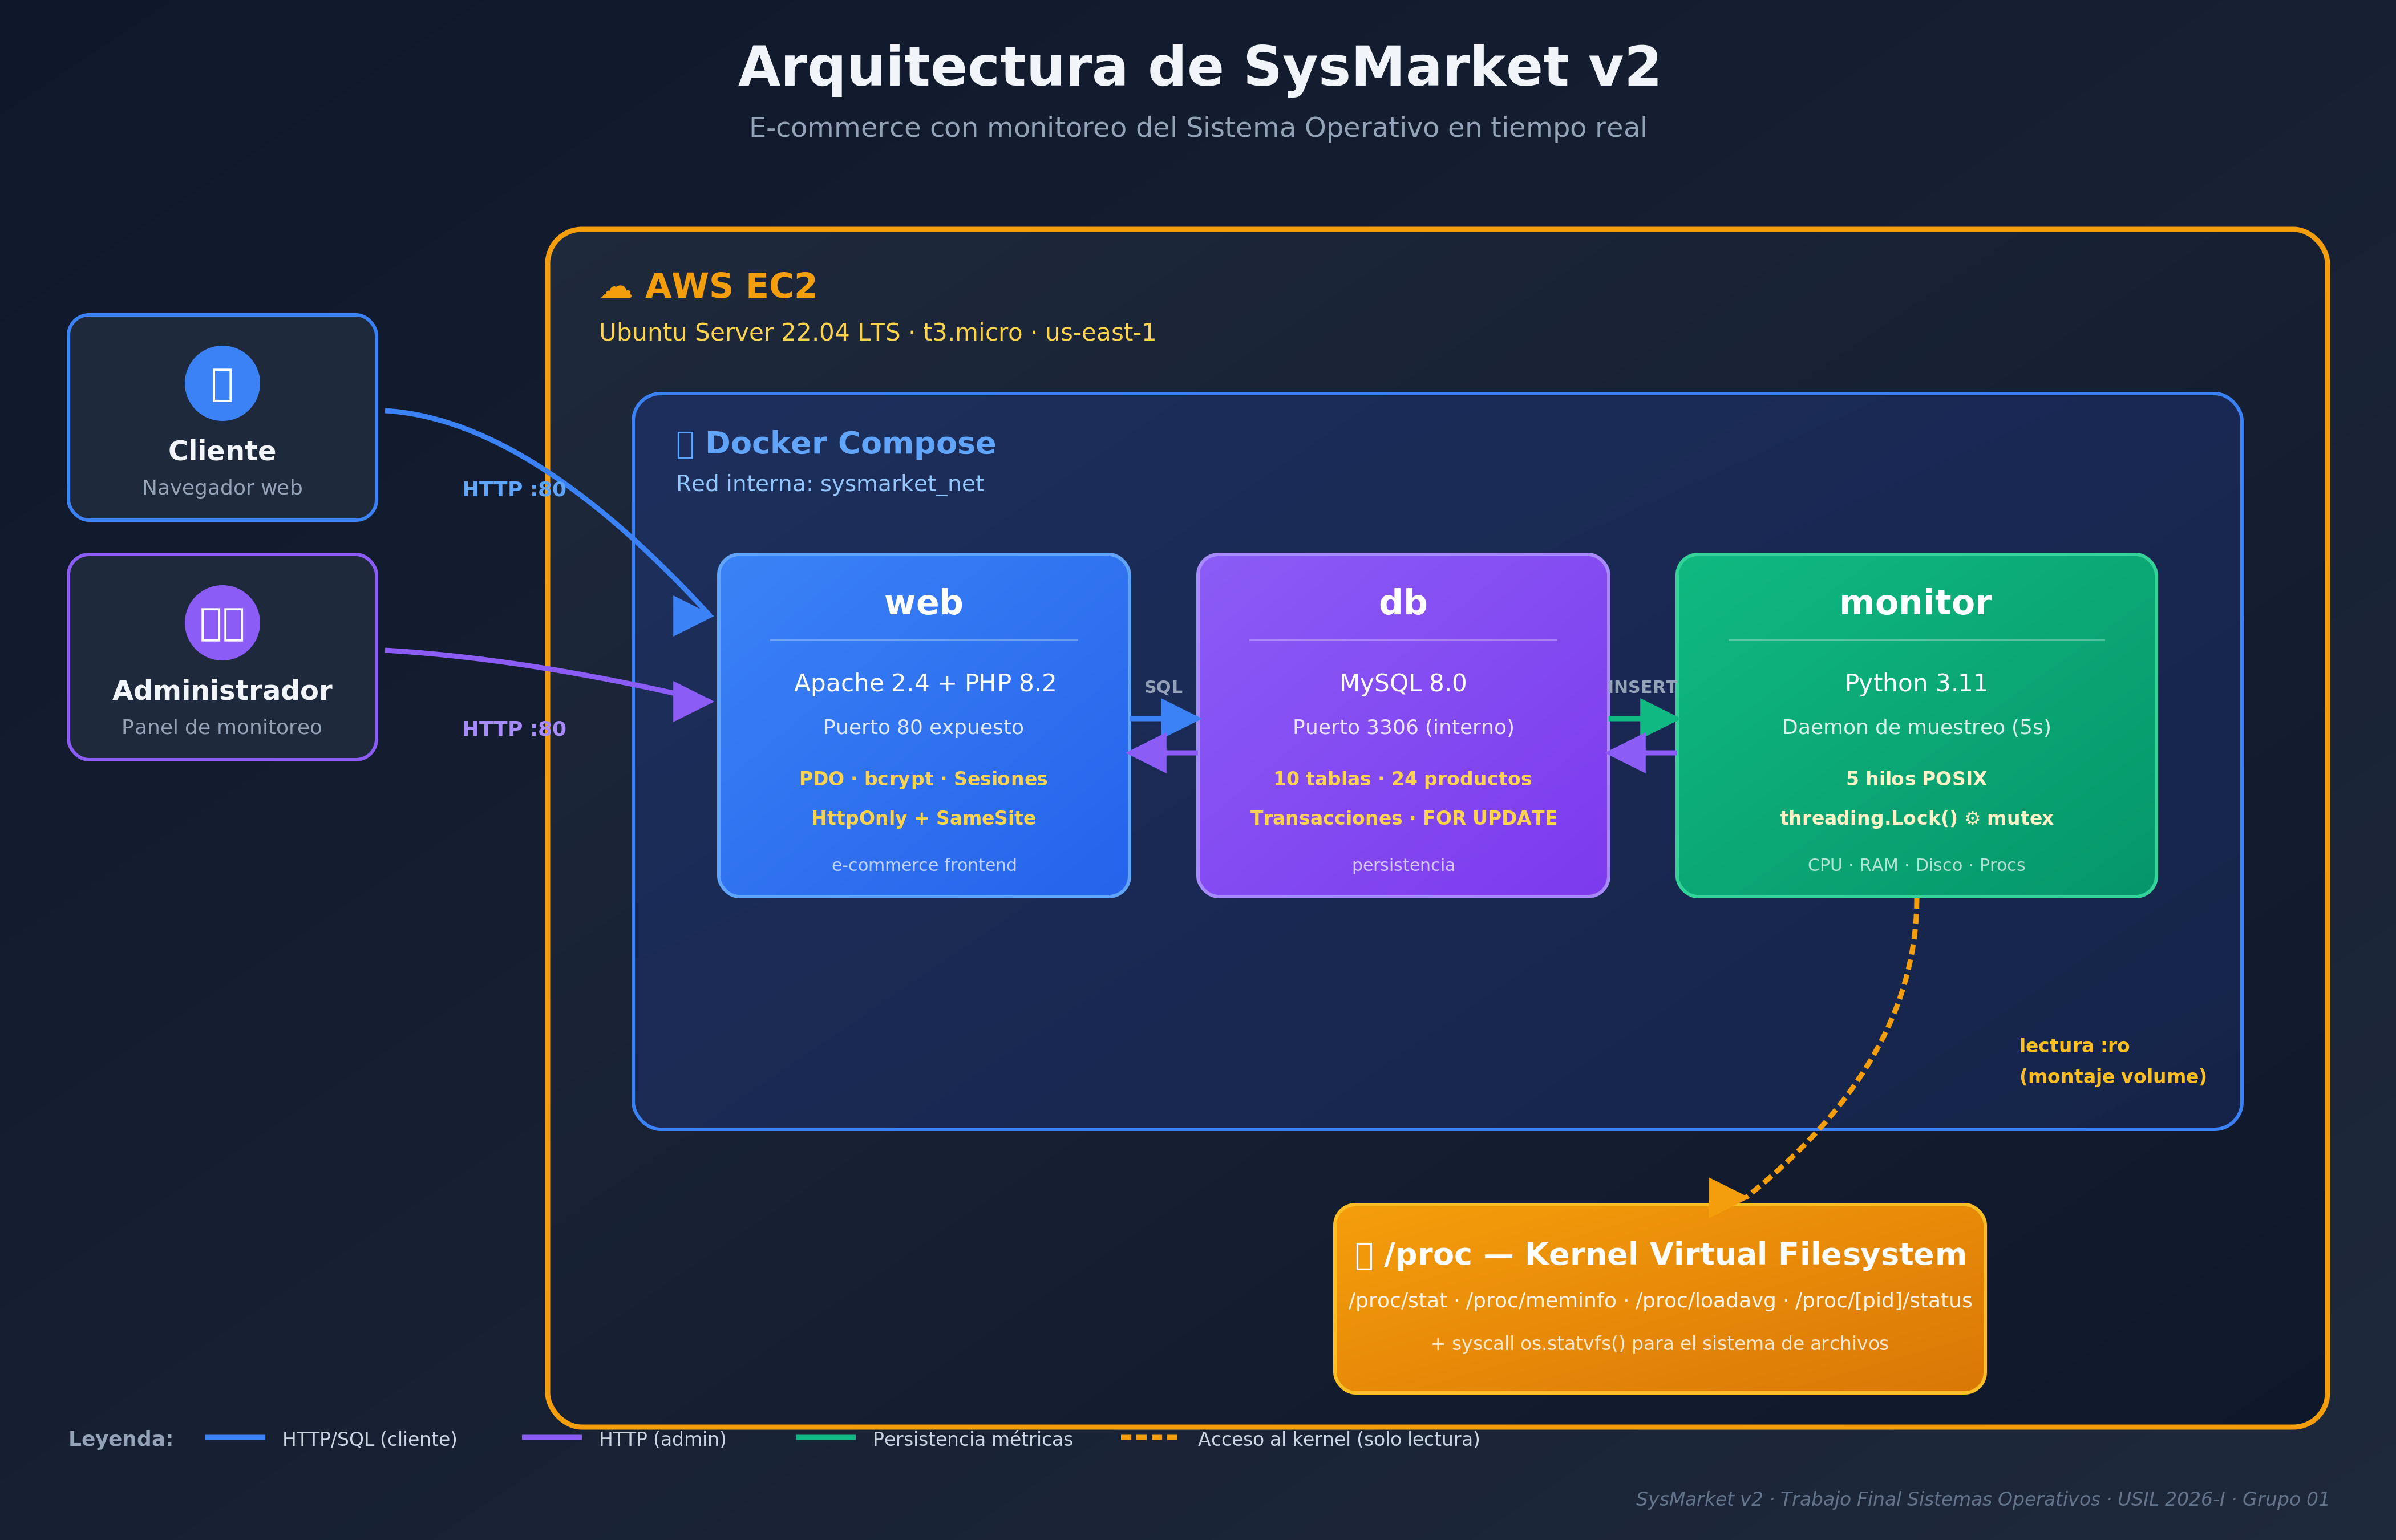 Arquitectura de SysMarket v2
E-commerce con monitoreo del Sistema Operativo en tiempo real
☁ AWS EC2
Ubuntu Server 22.04 LTS · t3.micro · us-east-1
Cliente
Navegador web
HTTP :80
Administrador
Panel de monitoreo
HTTP :80
Docker Compose
Red interna: sysmarket_net
web
Apache 2.4 + PHP 8.2
Puerto 80 expuesto
PDO · bcrypt · Sesiones
HttpOnly + SameSite
e-commerce frontend
SQL
db
MySQL 8.0
Puerto 3306 (interno)
10 tablas · 24 productos
Transacciones · FOR UPDATE
persistencia
INSERT
monitor
Python 3.11
Daemon de muestreo (5s)
5 hilos POSIX
threading.Lock() ⚙ mutex
CPU · RAM · Disco · Procs
lectura :ro
(montaje volume)
/proc — Kernel Virtual Filesystem
/proc/stat · /proc/meminfo · /proc/loadavg · /proc/[pid]/status
+ syscall os.statvfs() para el sistema de archivos
Leyenda:
HTTP/SQL (cliente)
HTTP (admin)
Persistencia métricas
Acceso al kernel (solo lectura)
SysMarket v2 · Trabajo Final Sistemas Operativos · USIL 2026-I · Grupo 01